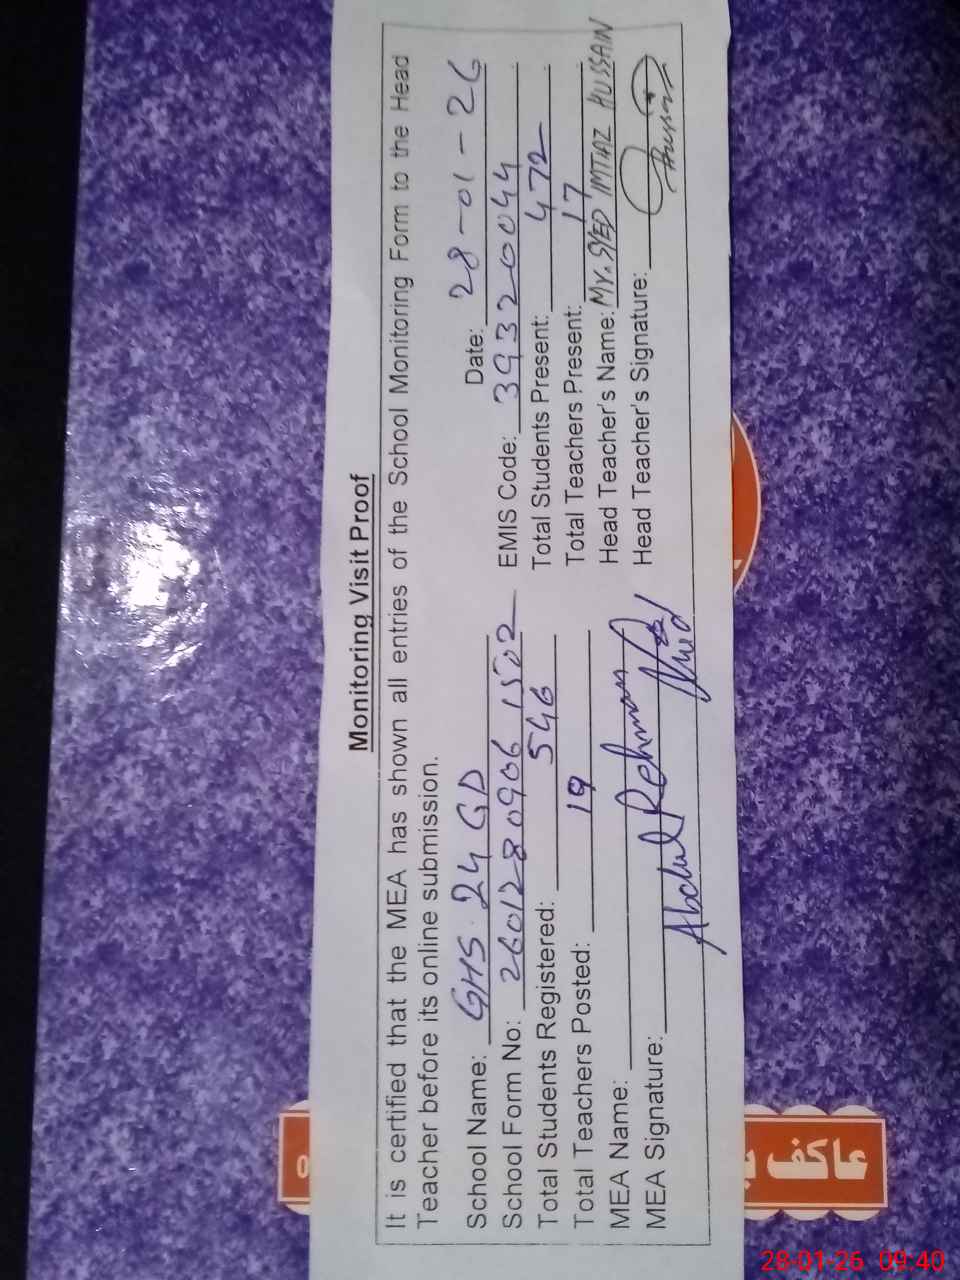 Monitoring Visit Proof
It is certified that the MEA has shown all entries of the School Monitoring Form to the Head
Teacher before its online submission.
School Name: GHS 24 GD Date: 28-01-26
School Form No: 26012809061502 EMIS Code: 39320044
Total Students Registered: 546 Total Students Present: 472
Total Teachers Posted: 19 Total Teachers Present: 17
MEA Name: Abdul Rehman Head Teacher's Name: Mr. SYED IMTIAZ HUSSAIN
MEA Signature: Head Teacher's Signature:
عاکف
28-01-26 09:40